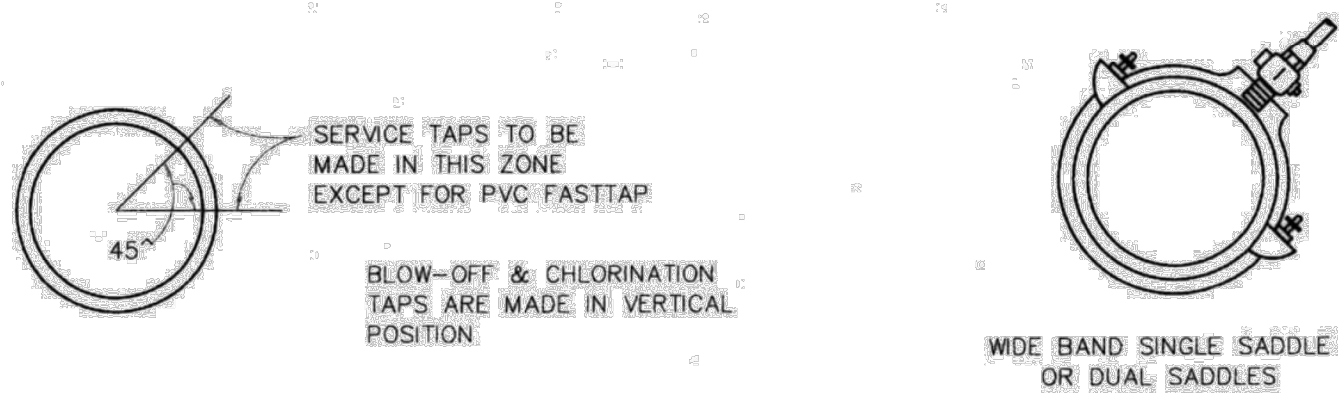 SERVICE TAPS TO BE
MADE IN THIS ZONE
EXCEPT FOR PVC FASTTAP
45^
BLOW-OFF & CHLORINATION
TAPS ARE MADE IN VERTICAL
POSITION
WIDE BAND SINGLE SADDLE
OR DUAL SADDLES